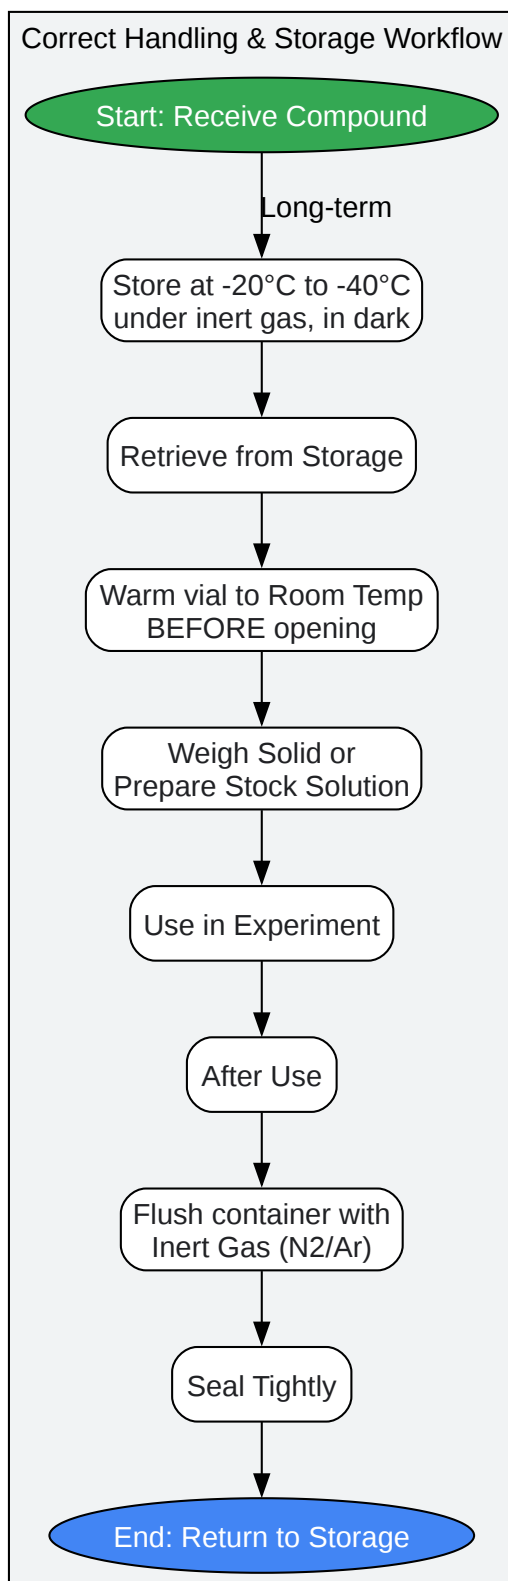 Correct Handling & Storage Workflow
Start: Receive Compound
Long-term
Store at -20°C to -40°C
under inert gas, in dark
Retrieve from Storage
Warm vial to Room Temp
BEFORE opening
Weigh Solid or
Prepare Stock Solution
Use in Experiment
After Use
Flush container with
Inert Gas (N2/Ar)
Seal Tightly
End: Return to Storage